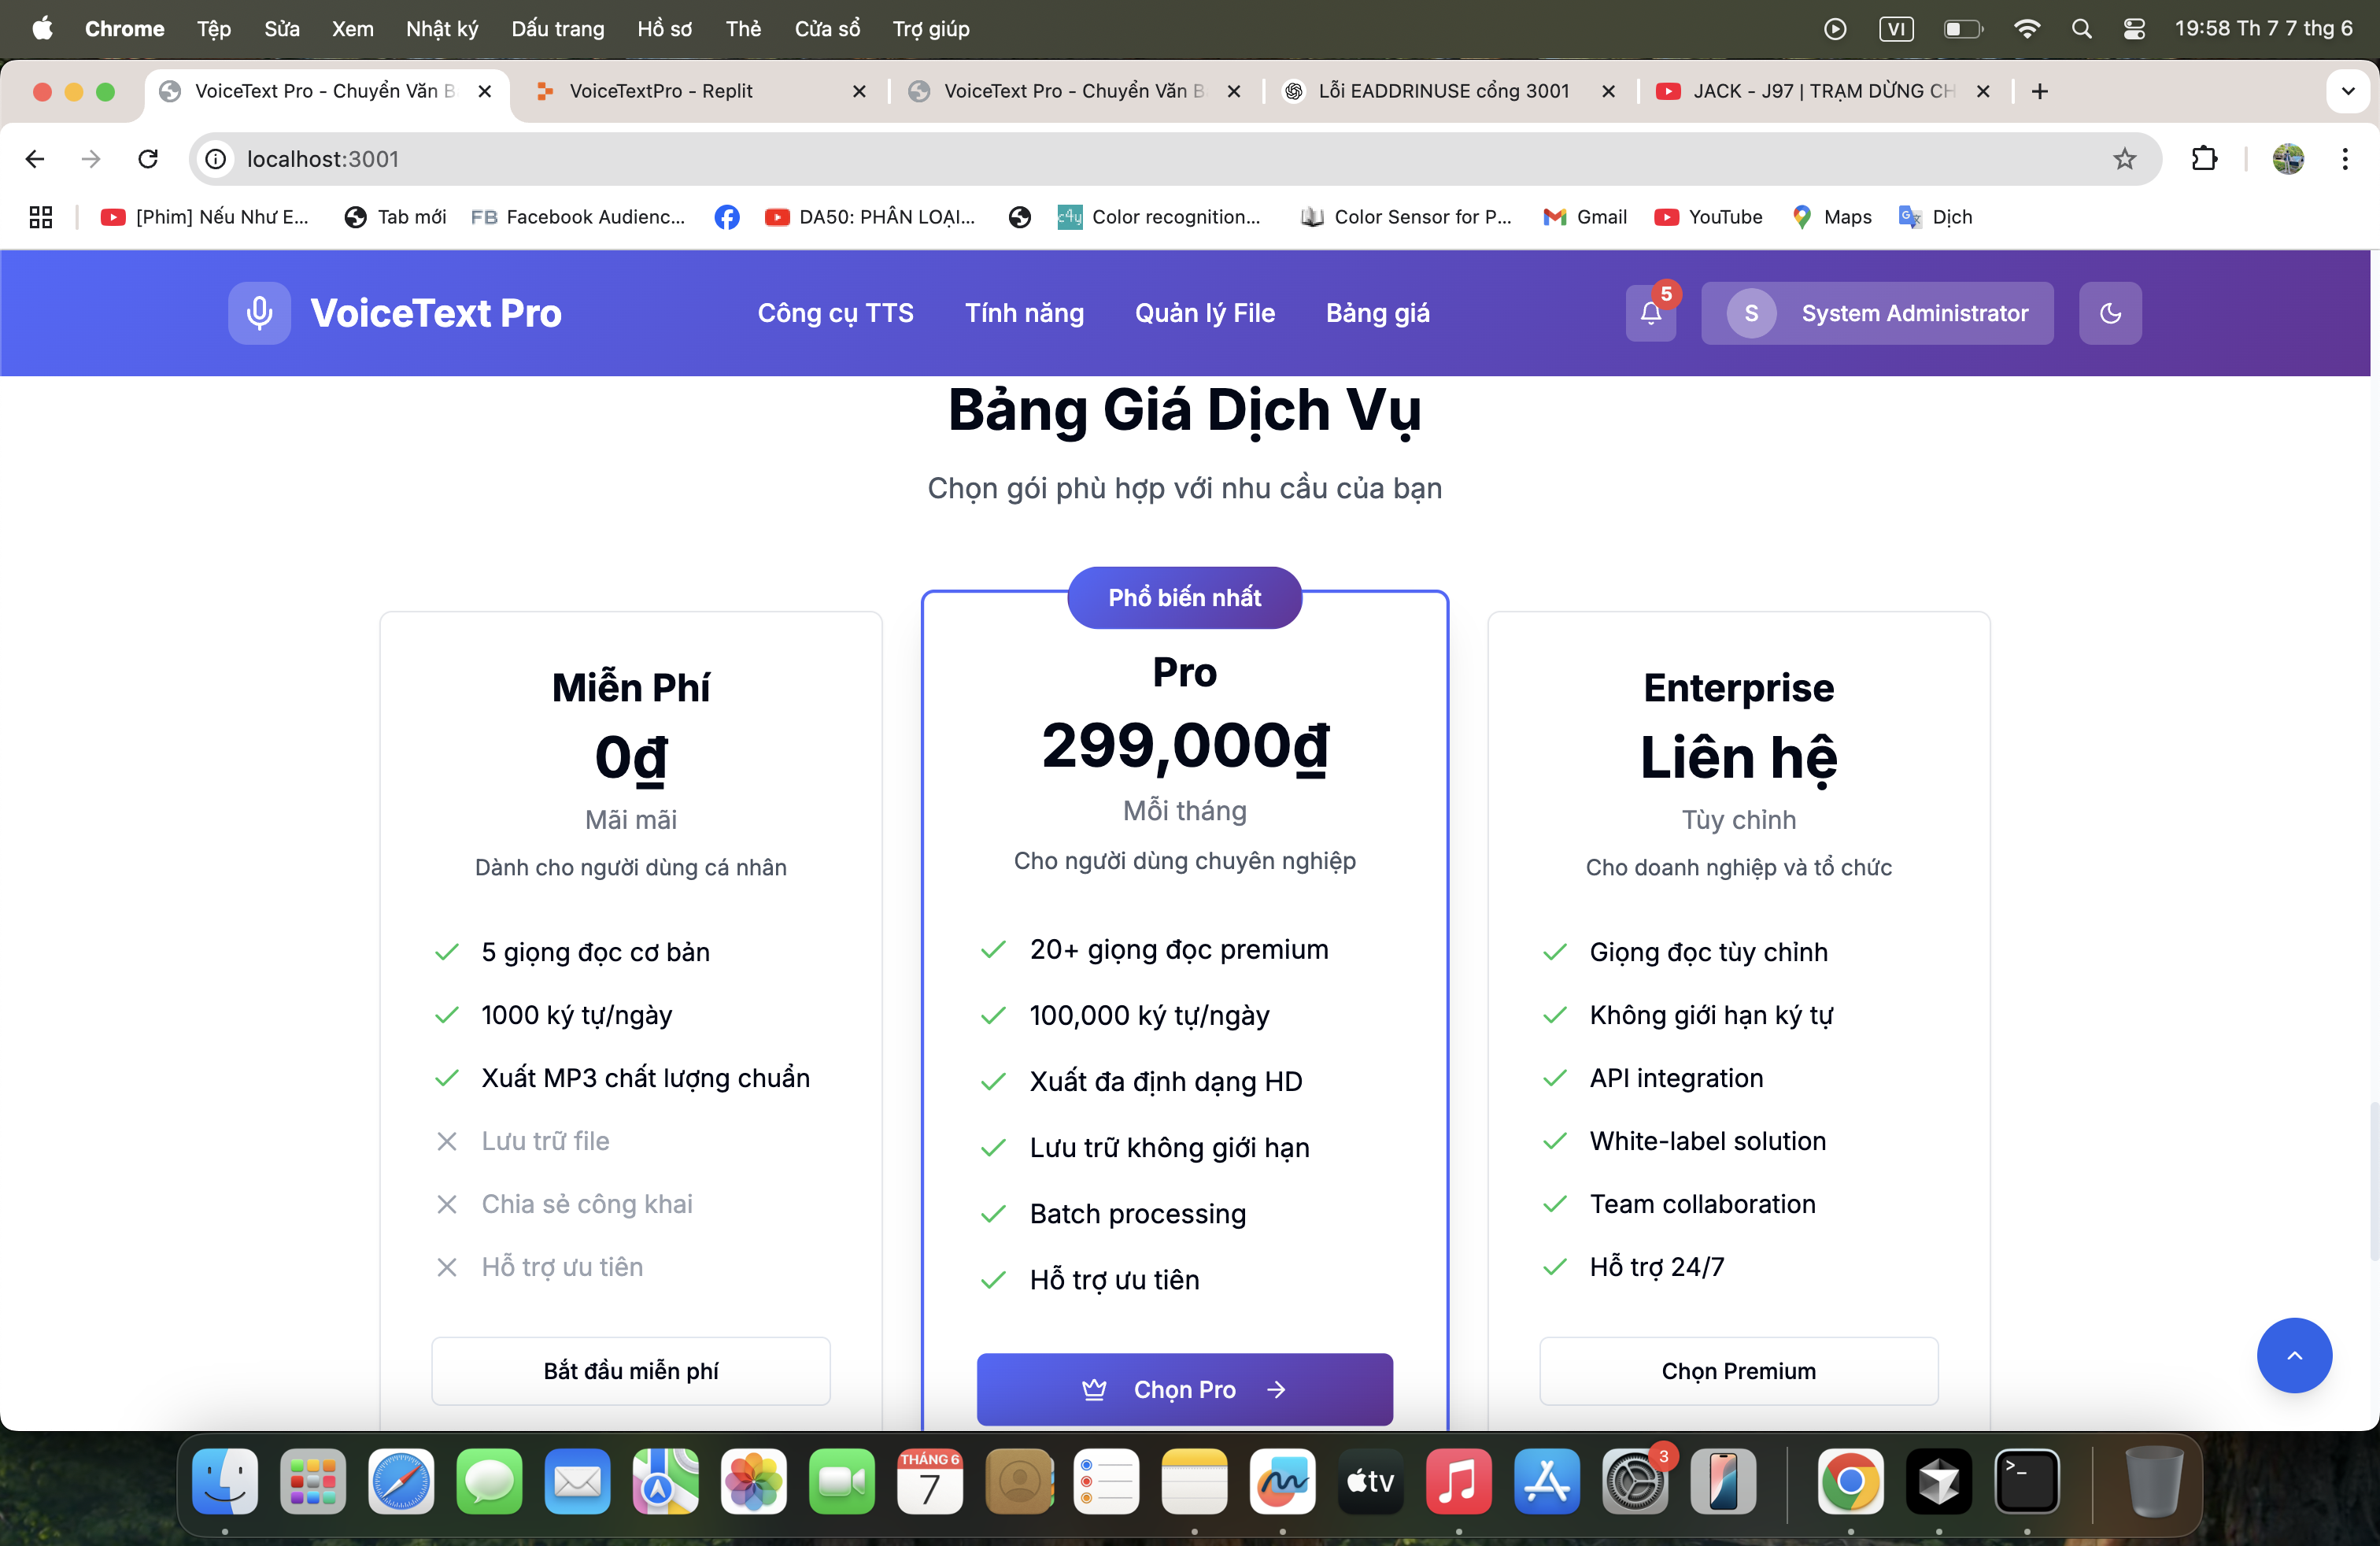 Chrome Tệp Sửa Xem Nhật ký Dấu trang Hồ sơ Thẻ Cửa sổ Trợ giúp VI 19:58 Th 7 7 thg 6
VoiceText Pro - Chuyển Văn B VoiceTextPro - Replit VoiceText Pro - Chuyển Văn B Lỗi EADDRINUSE cổng 3001 JACK - J97 | TRẠM DỪNG CH
localhost:3001
[Phim] Nếu Như E... Tab mới FB Facebook Audienc... DA50: PHÂN LOẠI... c4y Color recognition... Color Sensor for P... Gmail YouTube Maps Dịch
VoiceText Pro Công cụ TTS Tính năng Quản lý File Bảng giá 5 S System Administrator
Bảng Giá Dịch Vụ
Chọn gói phù hợp với nhu cầu của bạn
Phổ biến nhất
Miễn Phí
0₫
Mãi mãi
Dành cho người dùng cá nhân
5 giọng đọc cơ bản
1000 ký tự/ngày
Xuất MP3 chất lượng chuẩn
Lưu trữ file
Chia sẻ công khai
Hỗ trợ ưu tiên
Bắt đầu miễn phí
Pro
299,000₫
Mỗi tháng
Cho người dùng chuyên nghiệp
20+ giọng đọc premium
100,000 ký tự/ngày
Xuất đa định dạng HD
Lưu trữ không giới hạn
Batch processing
Hỗ trợ ưu tiên
Chọn Pro
Enterprise
Liên hệ
Tùy chỉnh
Cho doanh nghiệp và tổ chức
Giọng đọc tùy chỉnh
Không giới hạn ký tự
API integration
White-label solution
Team collaboration
Hỗ trợ 24/7
Chọn Premium
THÁNG 6
7
tv
3
>_